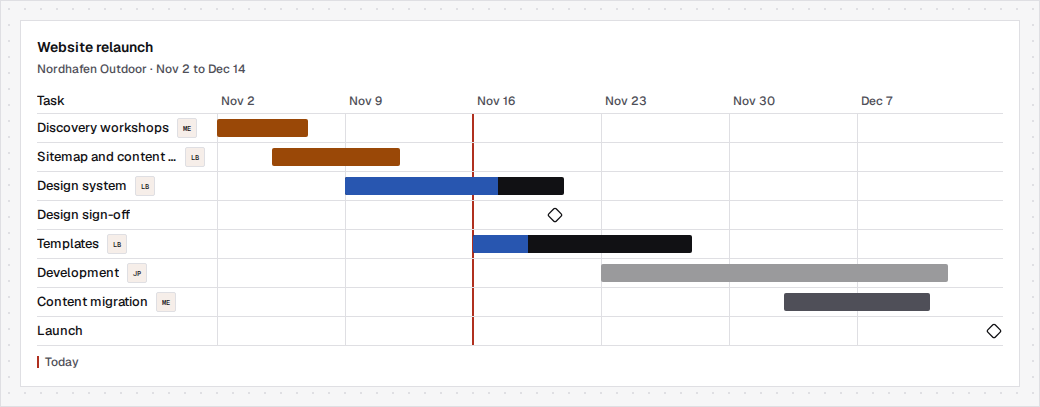 Website relaunch
Nordhafen Outdoor · Nov 2 to Dec 14
Task Nov 2 Nov 9 Nov 16 Nov 23 Nov 30 Dec 7
Discovery workshops ME
Sitemap and content … LB
Design system LB
Design sign-off
Templates LB
Development JP
Content migration ME
Launch
Today